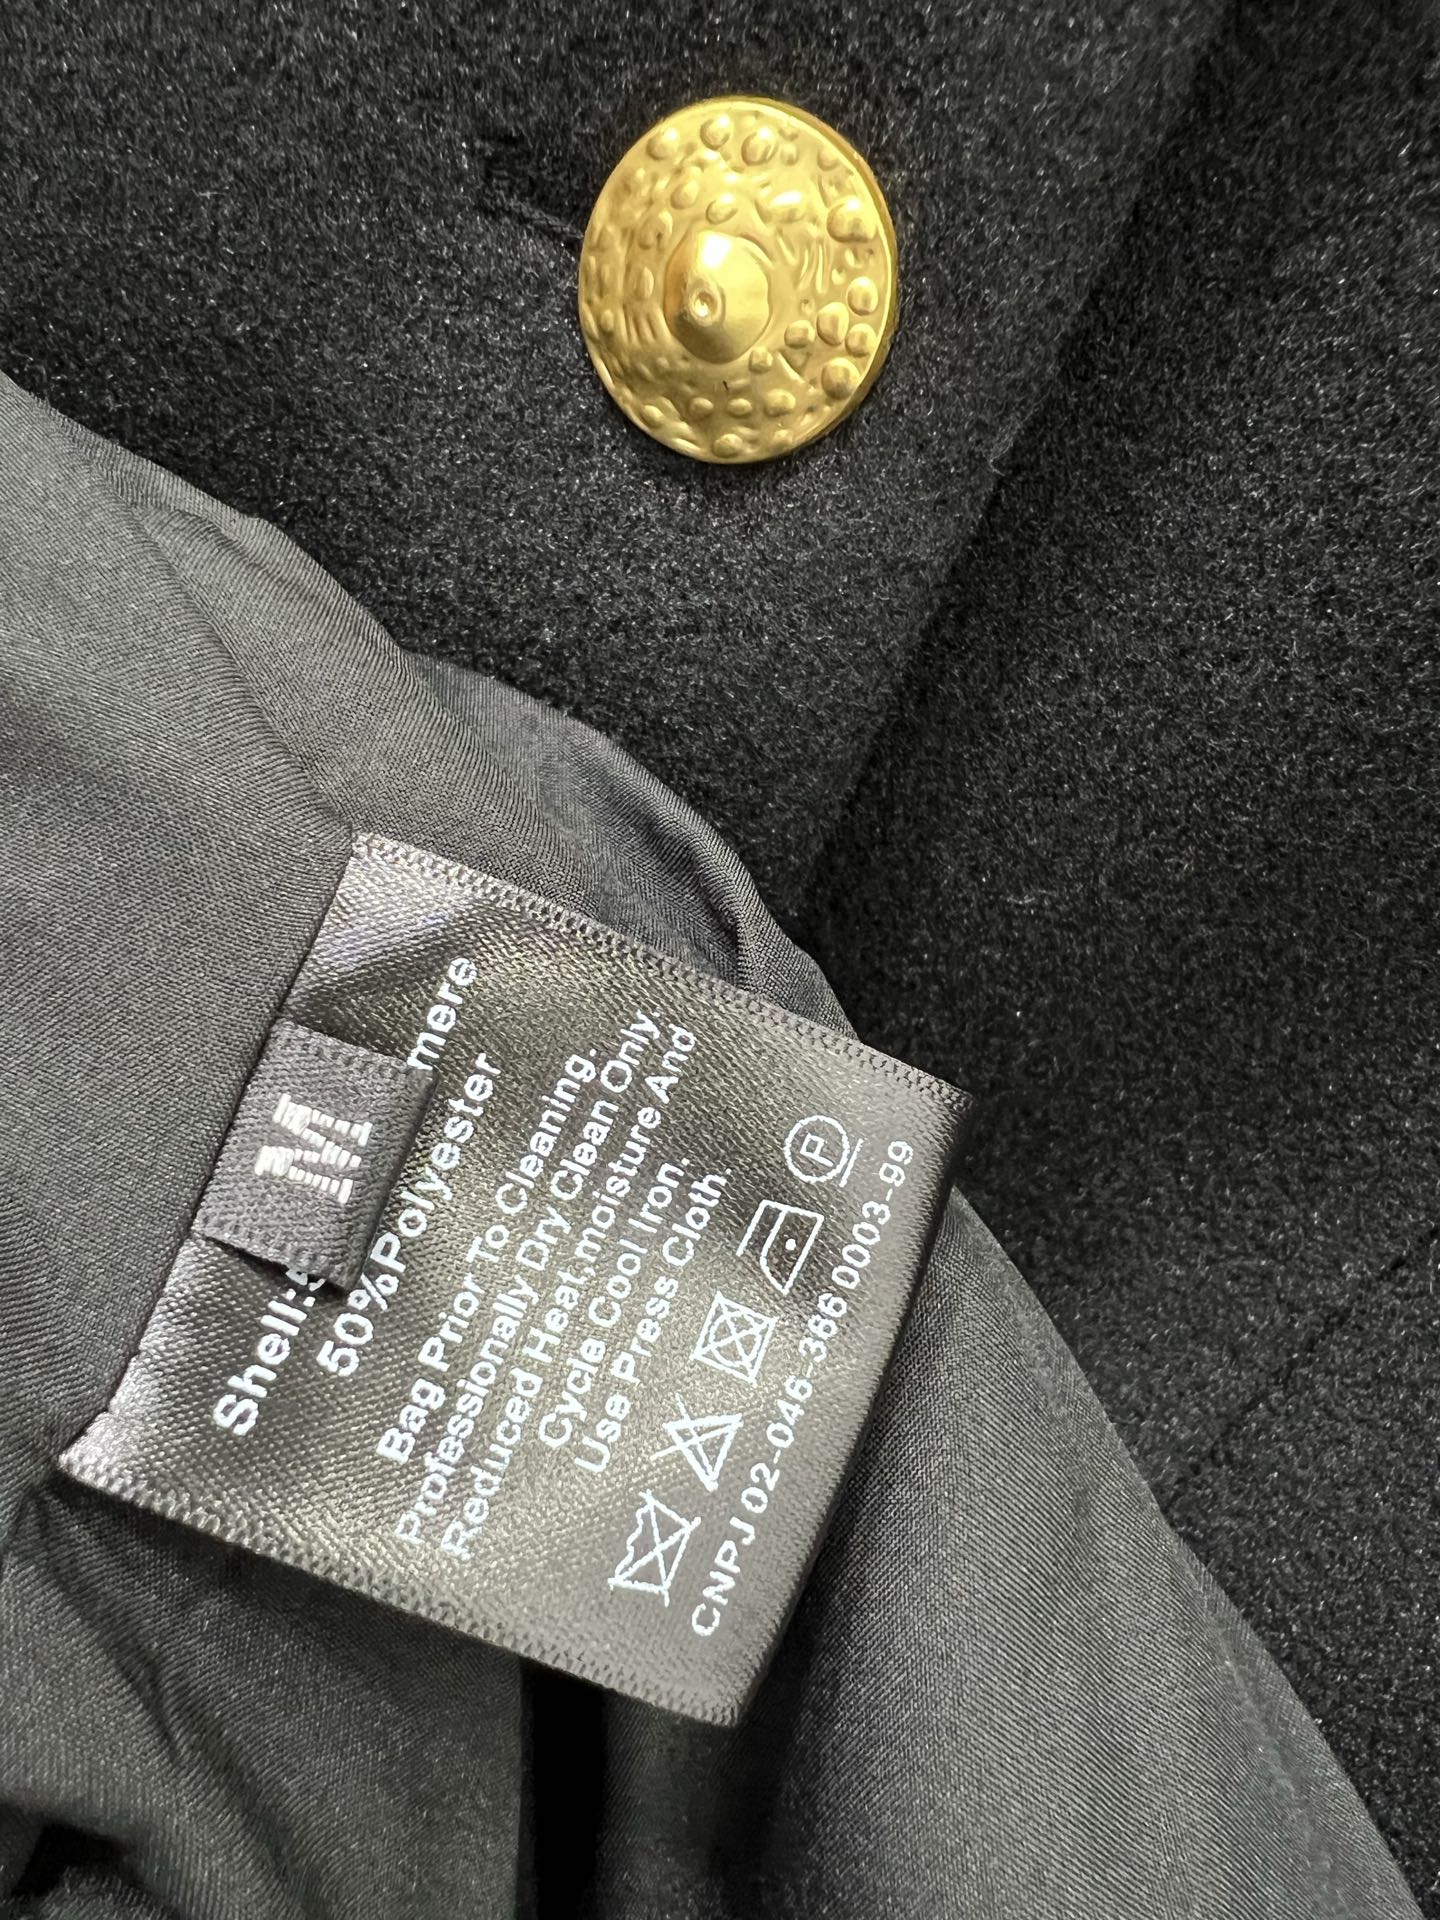 M
Shell:
mere
50%Polyester
Bag Prior To Cleaning.
Professionally Dry Clean Only.
Reduced Heat,moisture And
Cycle Cool Iron.
Use Press Cloth.
P
CNPJ 02-046-366 0003-99